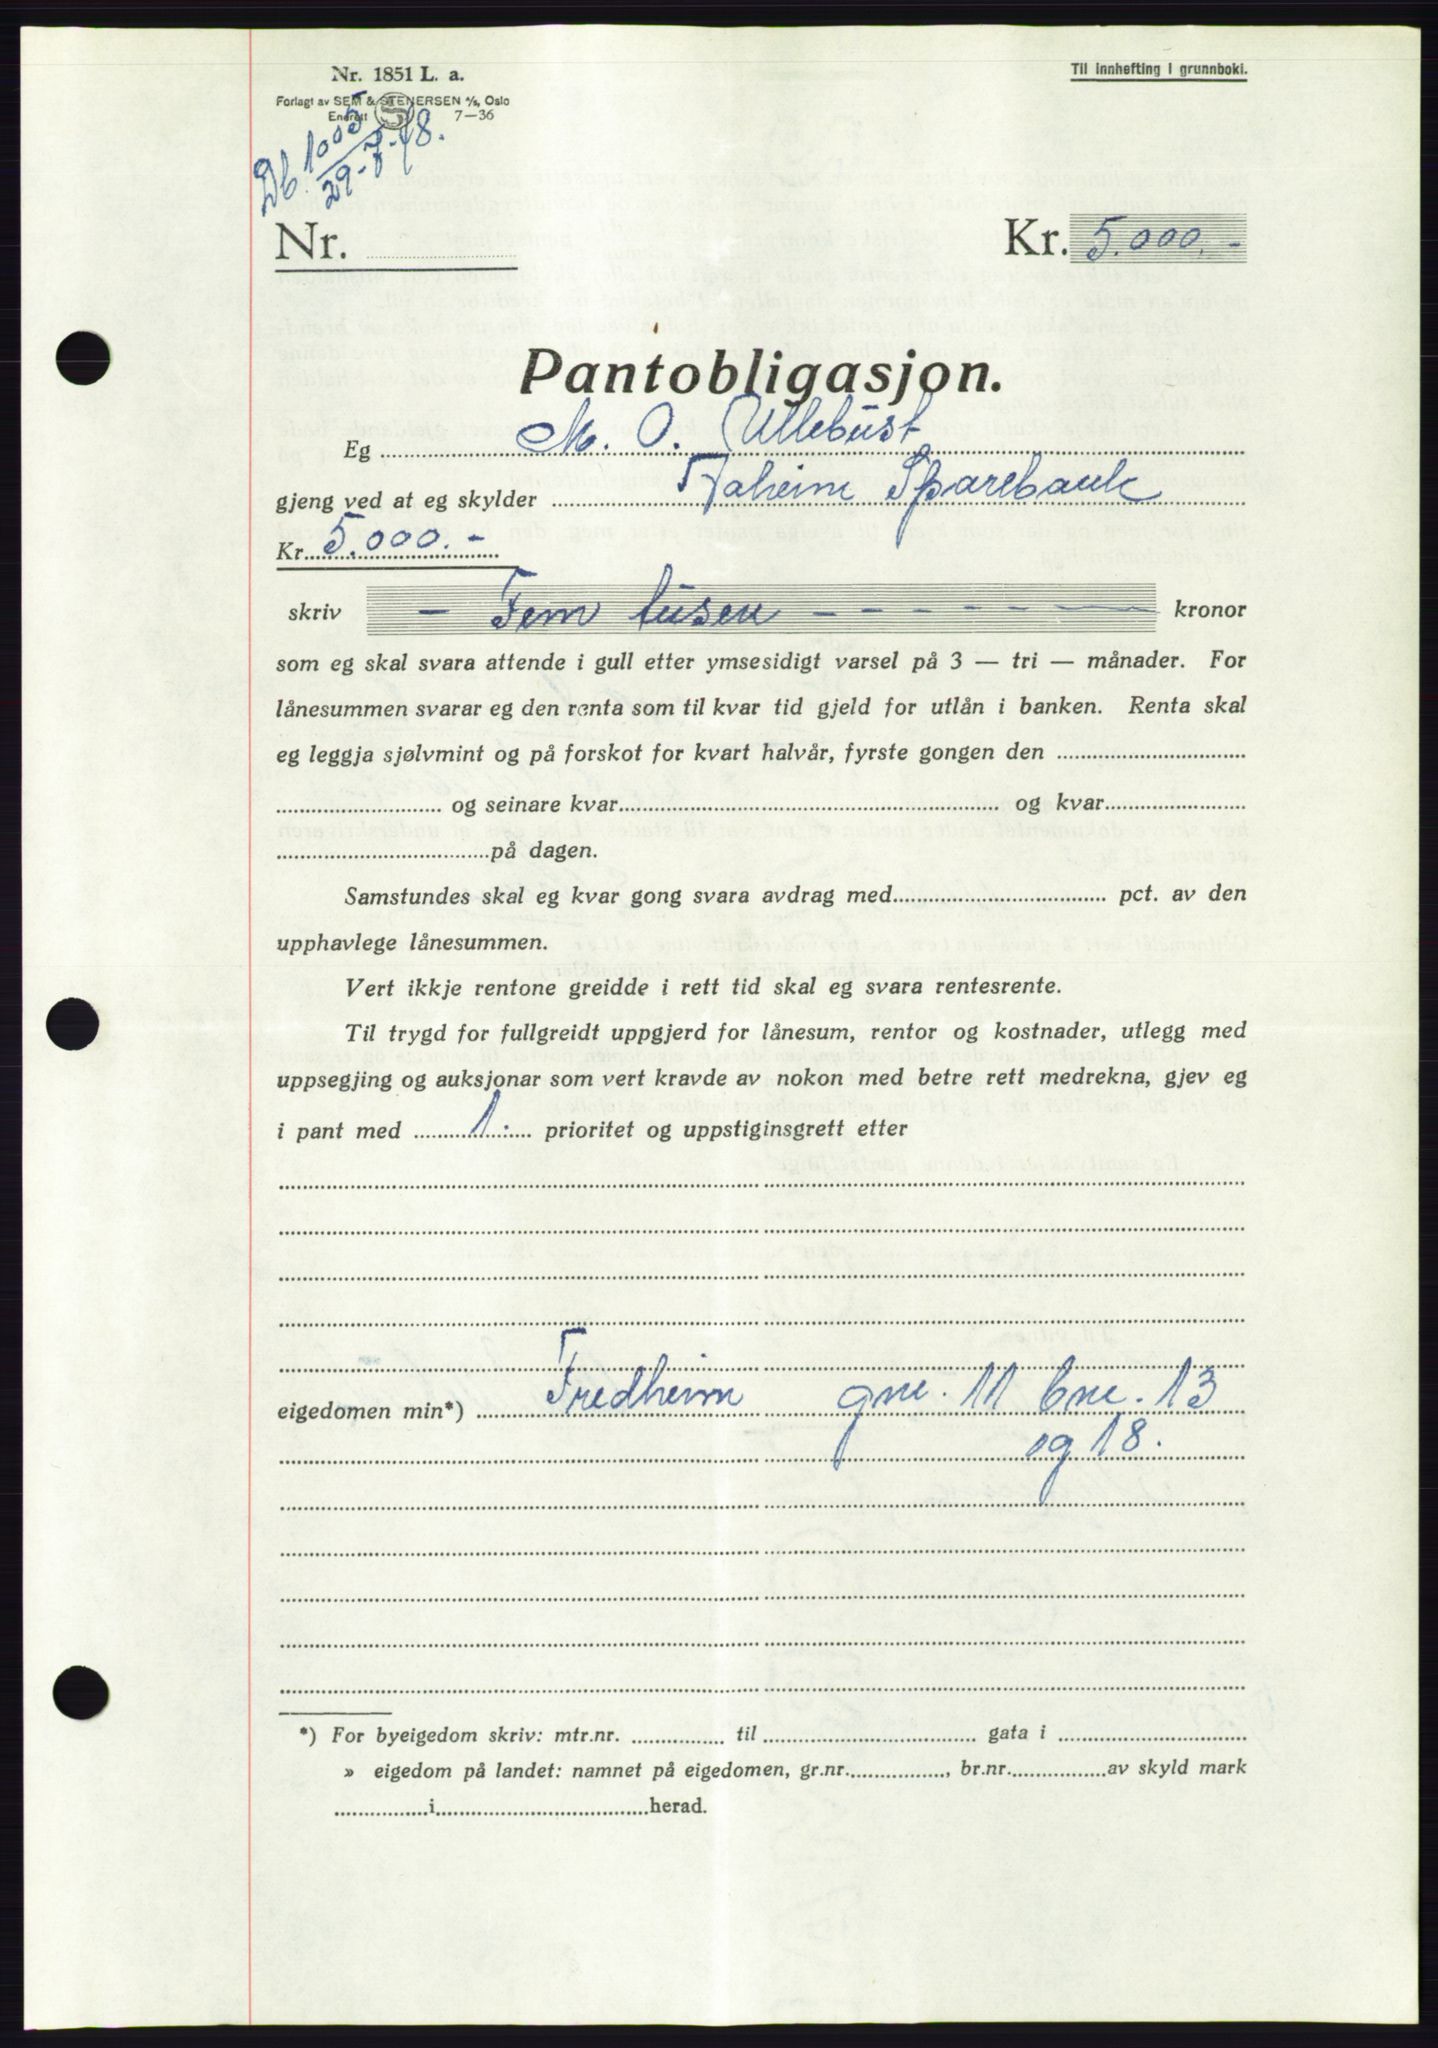 Nr. 1851 L. a.
Til innhefting i grunnboki.
Forlagt av SEM & STENERSEN A/S, Oslo
Enerett 7—36
Db. 1005
29-7-48.
Nr.
Kr. 5.000.-
Pantobligasjon.
Eg M. O. Ullebust
gjeng ved at eg skylder Aaheim Sparebank
Kr. 5.000.-
skriv - Fem tusen - - - - - - kronor
som eg skal svara attende i gull etter ymsesidigt varsel på 3 — tri — månader. For
lånesummen svarar eg den renta som til kvar tid gjeld for utlån i banken. Renta skal
eg leggja sjølvmint og på forskot for kvart halvår, fyrste gongen den
og seinare kvar og kvar
på dagen.
Samstundes skal eg kvar gong svara avdrag med pct. av den
upphavlege lånesummen.
Vert ikkje rentone greidde i rett tid skal eg svara rentesrente.
Til trygd for fullgreidt uppgjerd for lånesum, rentor og kostnader, utlegg med
uppsegjing og auksjonar som vert kravde av nokon med betre rett medrekna, gjev eg
i pant med 1. prioritet og uppstiginsgrett etter
eigedomen min*) Fredheim gnr. 11 bnr. 13
og 18.
*) For byeigedom skriv: mtr.nr. til gata i
» eigedom på landet: namnet på eigedomen, gr.nr. , br.nr. av skyld mark
i herad.